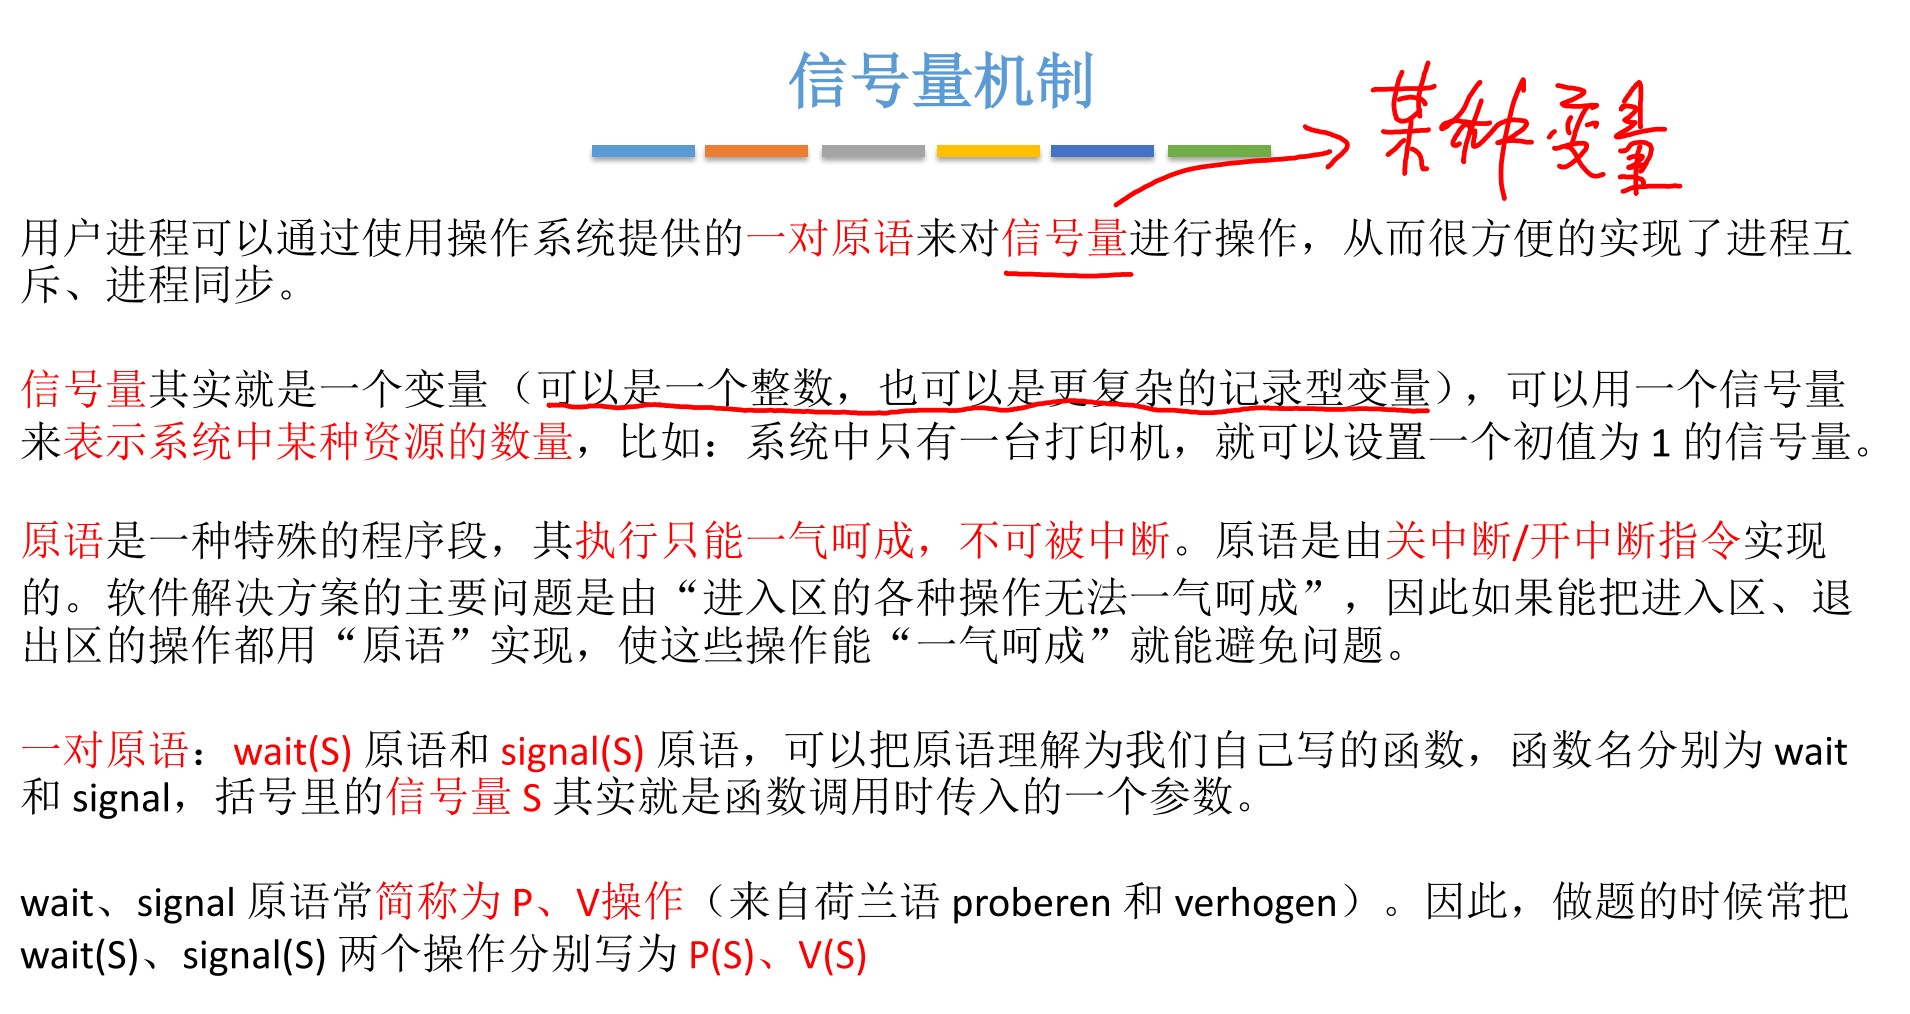 信号量机制
某种变量
用户进程可以通过使用操作系统提供的一对原语来对信号量进行操作，从而很方便的实现了进程互
斥、进程同步。
信号量其实就是一个变量（可以是一个整数，也可以是更复杂的记录型变量），可以用一个信号量
来表示系统中某种资源的数量，比如：系统中只有一台打印机，就可以设置一个初值为 1 的信号量。
原语是一种特殊的程序段，其执行只能一气呵成，不可被中断。原语是由关中断/开中断指令实现
的。软件解决方案的主要问题是由“进入区的各种操作无法一气呵成”，因此如果能把进入区、退
出区的操作都用“原语”实现，使这些操作能“一气呵成”就能避免问题。
一对原语：wait(S) 原语和 signal(S) 原语，可以把原语理解为我们自己写的函数，函数名分别为 wait
和 signal，括号里的信号量 S 其实就是函数调用时传入的一个参数。
wait、signal 原语常简称为 P、V操作（来自荷兰语 proberen 和 verhogen）。因此，做题的时候常把
wait(S)、signal(S) 两个操作分别写为 P(S)、V(S)